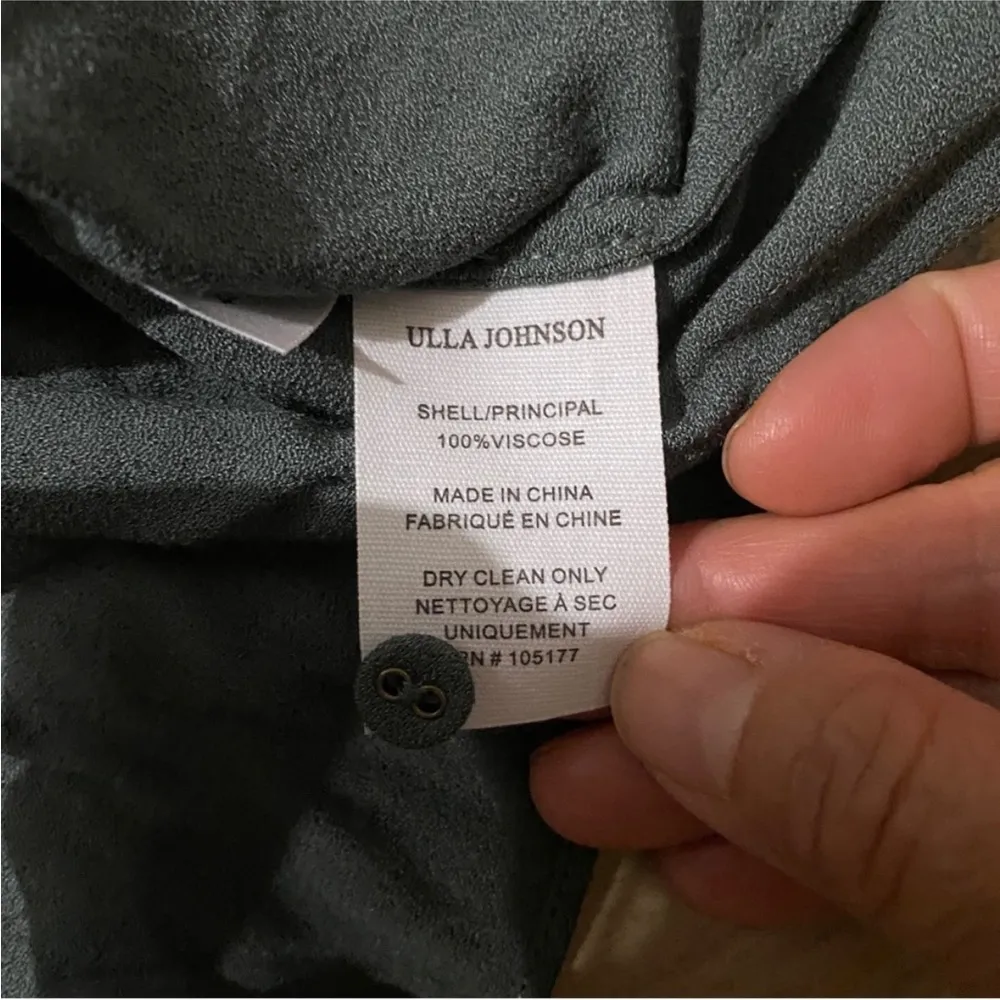 ULLA JOHNSON
SHELL/PRINCIPAL
100%VISCOSE
MADE IN CHINA
FABRIQUÉ EN CHINE
DRY CLEAN ONLY
NETTOYAGE À SEC
UNIQUEMENT
RN # 105177